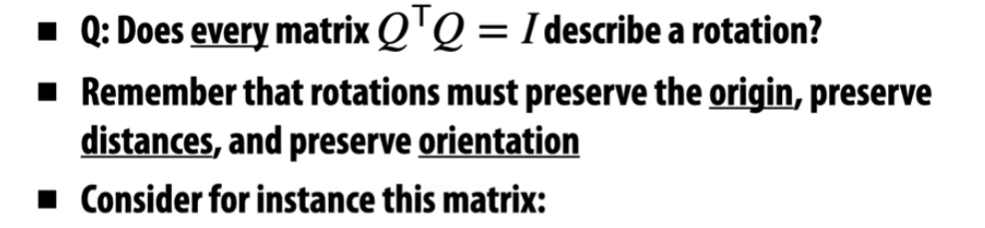 ■ Q: Does every matrix QᵀQ = I describe a rotation?
■ Remember that rotations must preserve the origin, preserve
distances, and preserve orientation
■ Consider for instance this matrix: